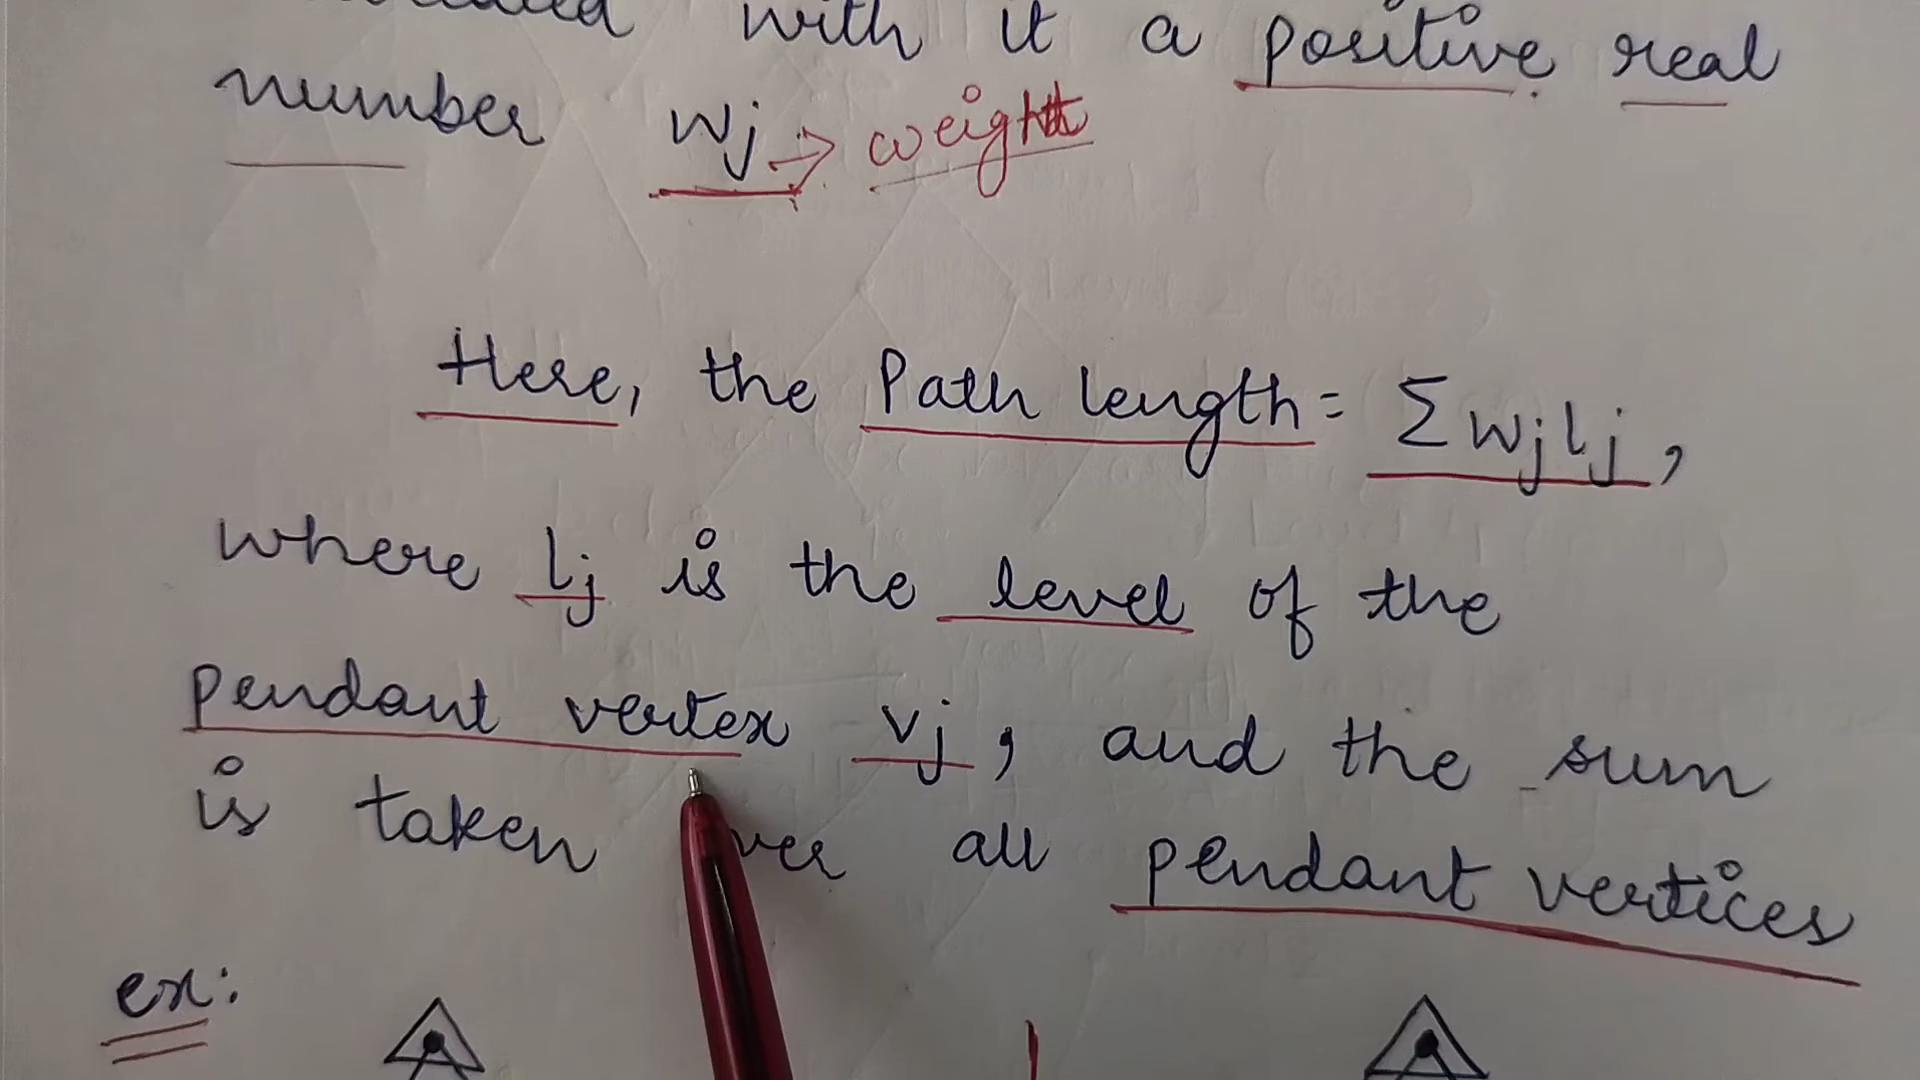 with it a positive real
number wj → weight
Here, the Path length = Σ wj lj,
where lj is the level of the
pendant vertex vj, and the sum
is taken all pendant vertices
ex: